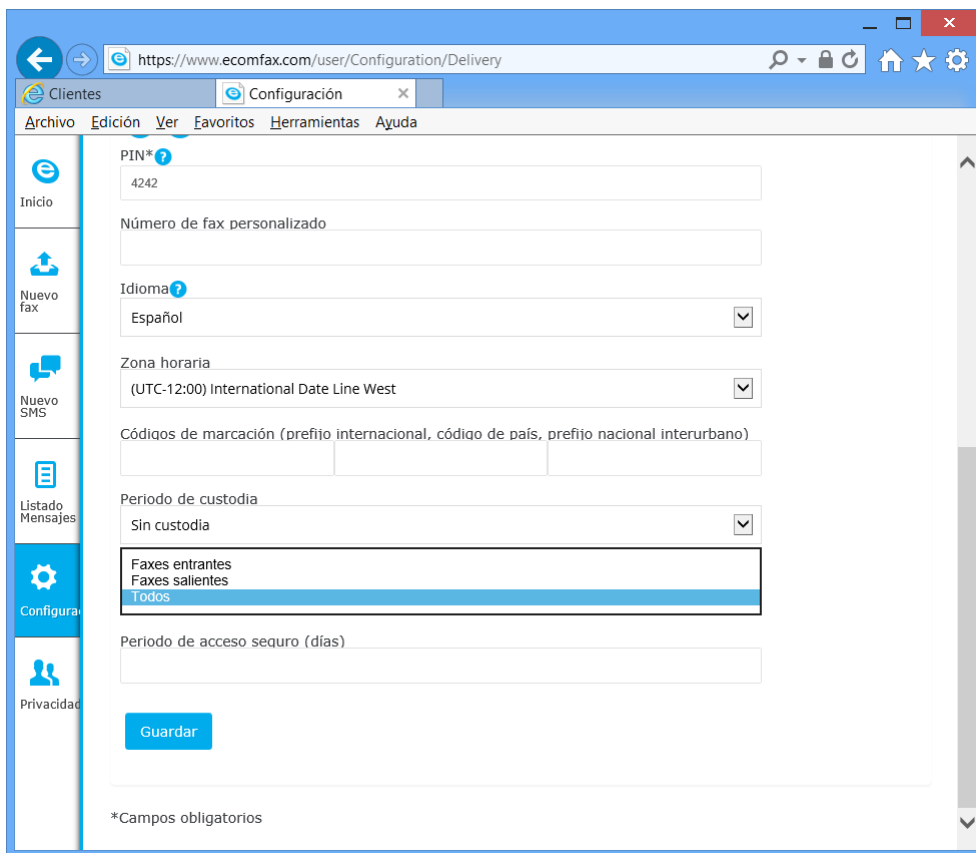 https://www.ecomfax.com/user/Configuration/Delivery
Clientes
Configuración
Archivo Edición Ver Favoritos Herramientas Ayuda
Inicio
Nuevo
fax
Nuevo
SMS
Listado
Mensajes
Configura
Privacidad
PIN*
4242
Número de fax personalizado
Idioma
Español
Zona horaria
(UTC-12:00) International Date Line West
Códigos de marcación (prefijo internacional, código de país, prefijo nacional interurbano)
Periodo de custodia
Sin custodia
Faxes entrantes
Faxes salientes
Todos
Periodo de acceso seguro (días)
Guardar
*Campos obligatorios